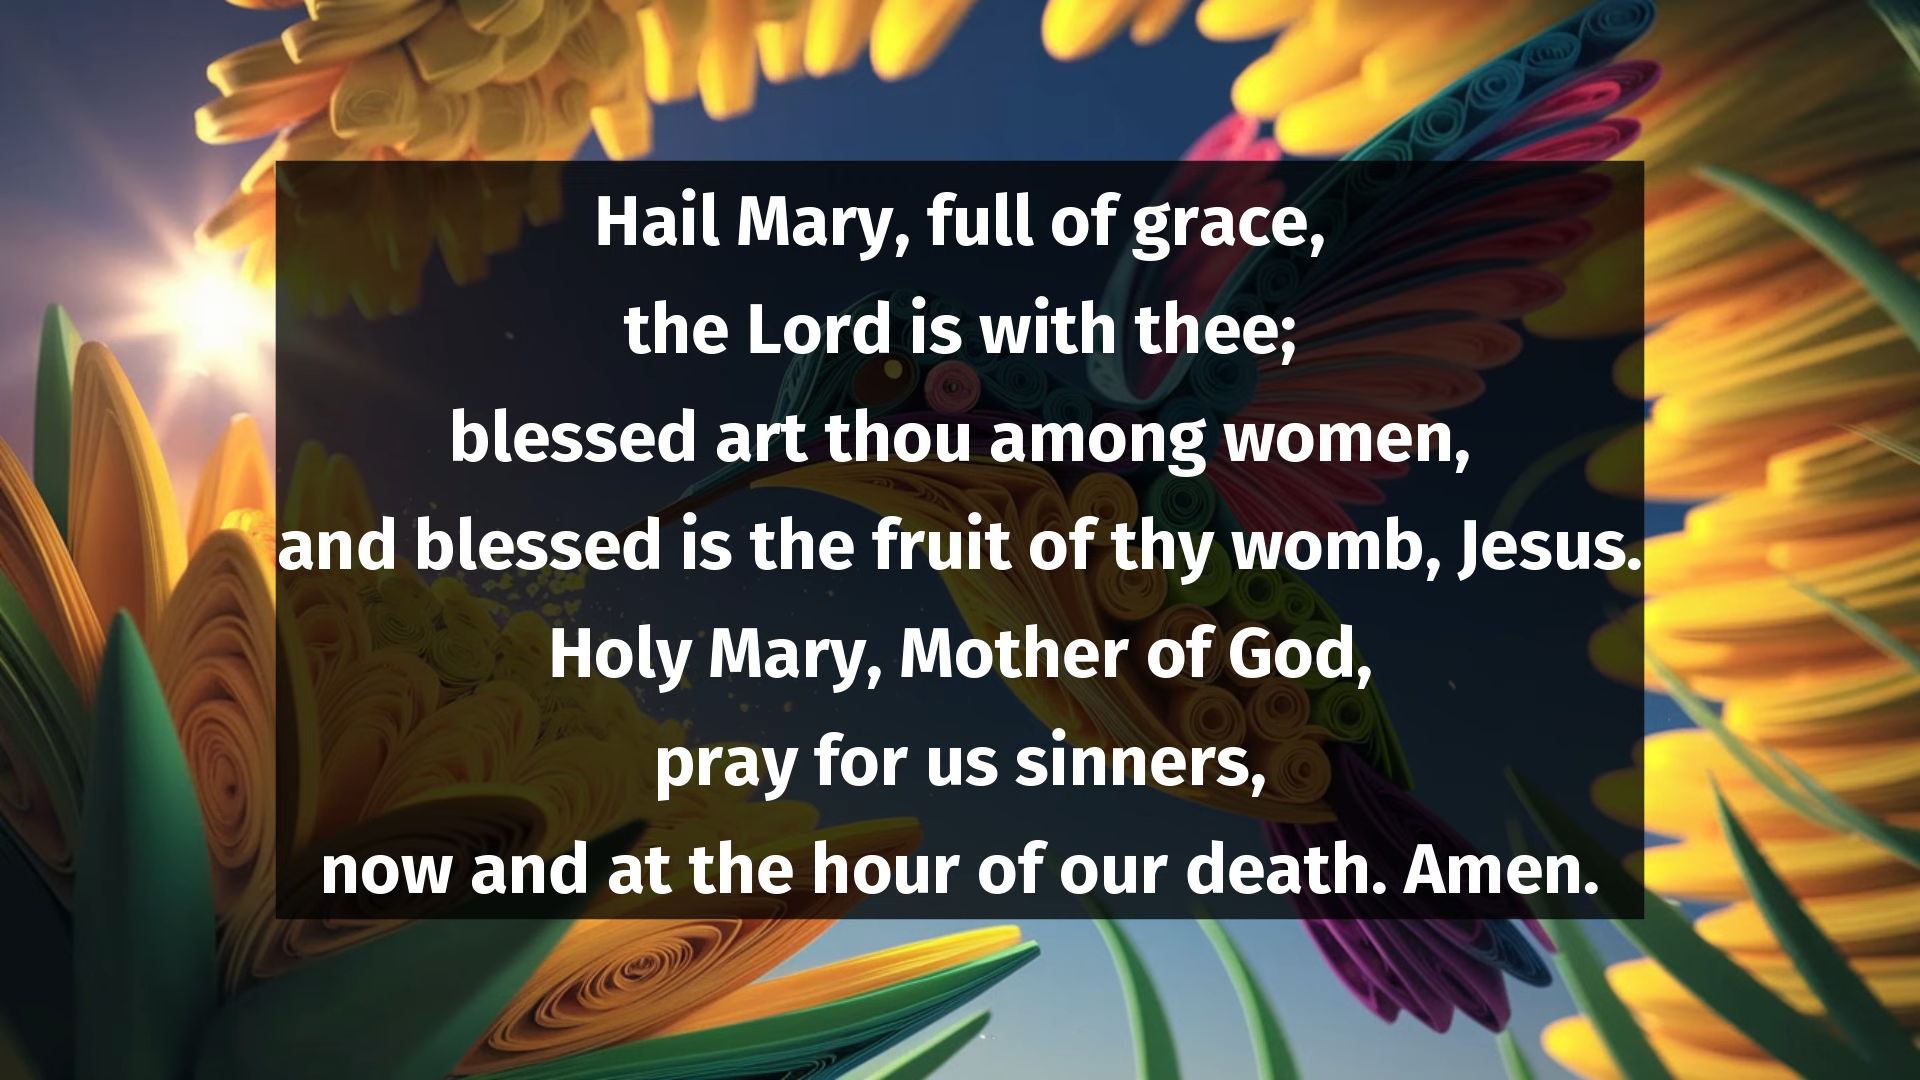 Hail Mary, full of grace,
the Lord is with thee;
blessed art thou among women,
and blessed is the fruit of thy womb, Jesus.
Holy Mary, Mother of God,
pray for us sinners,
now and at the hour of our death. Amen.